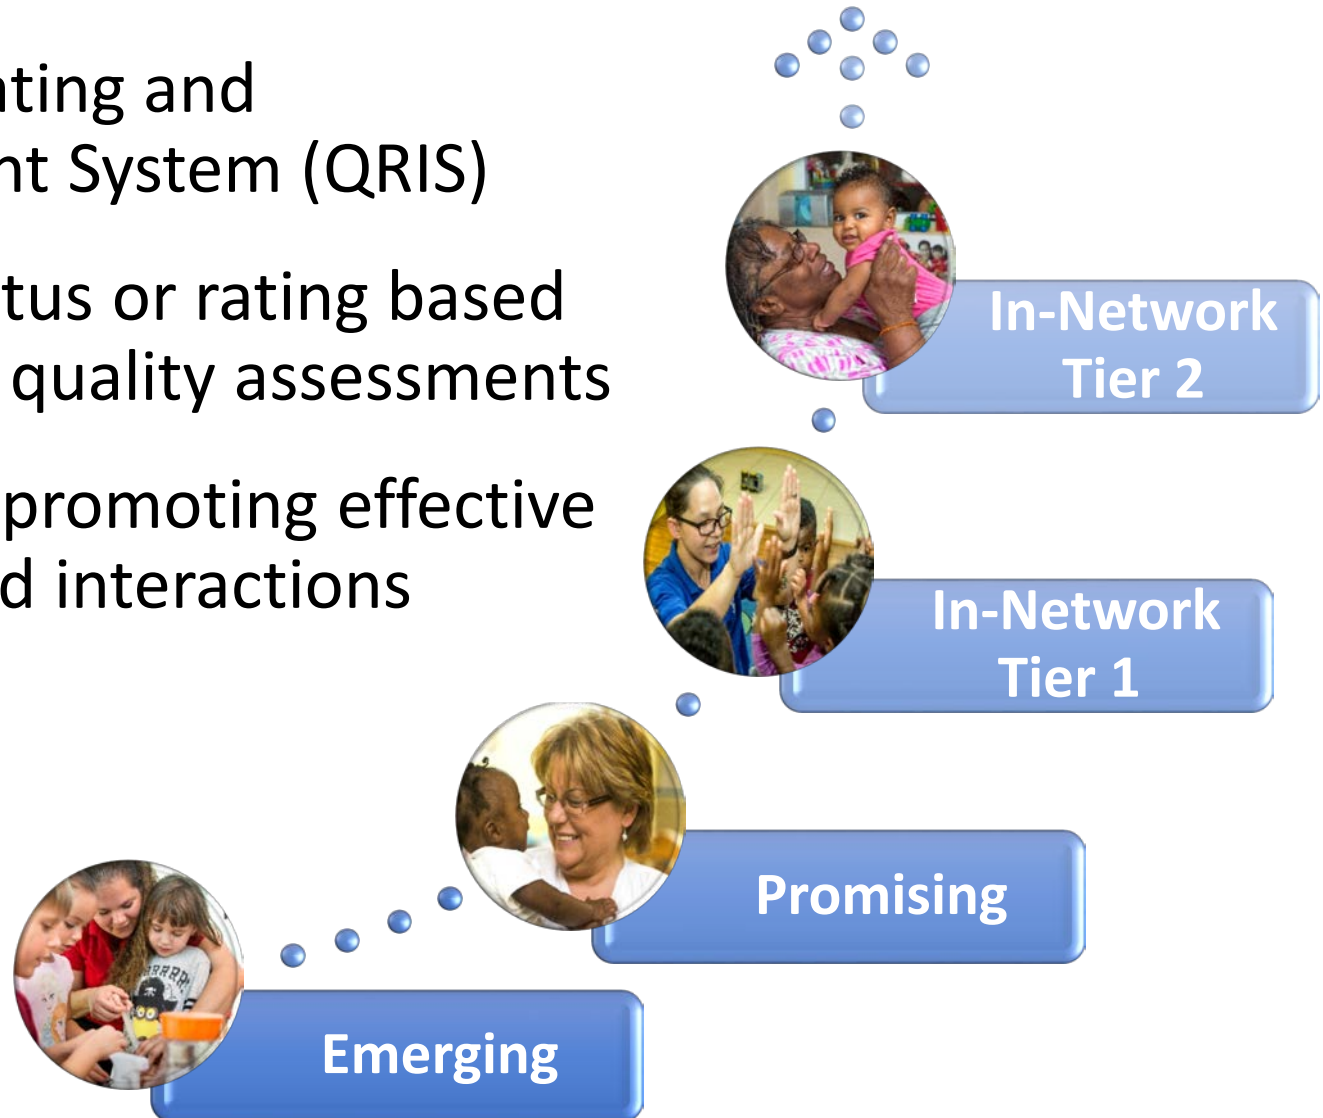 ating and
nt System (QRIS)
tus or rating based
quality assessments
promoting effective
d interactions
In-Network
Tier 2
In-Network
Tier 1
Promising
Emerging